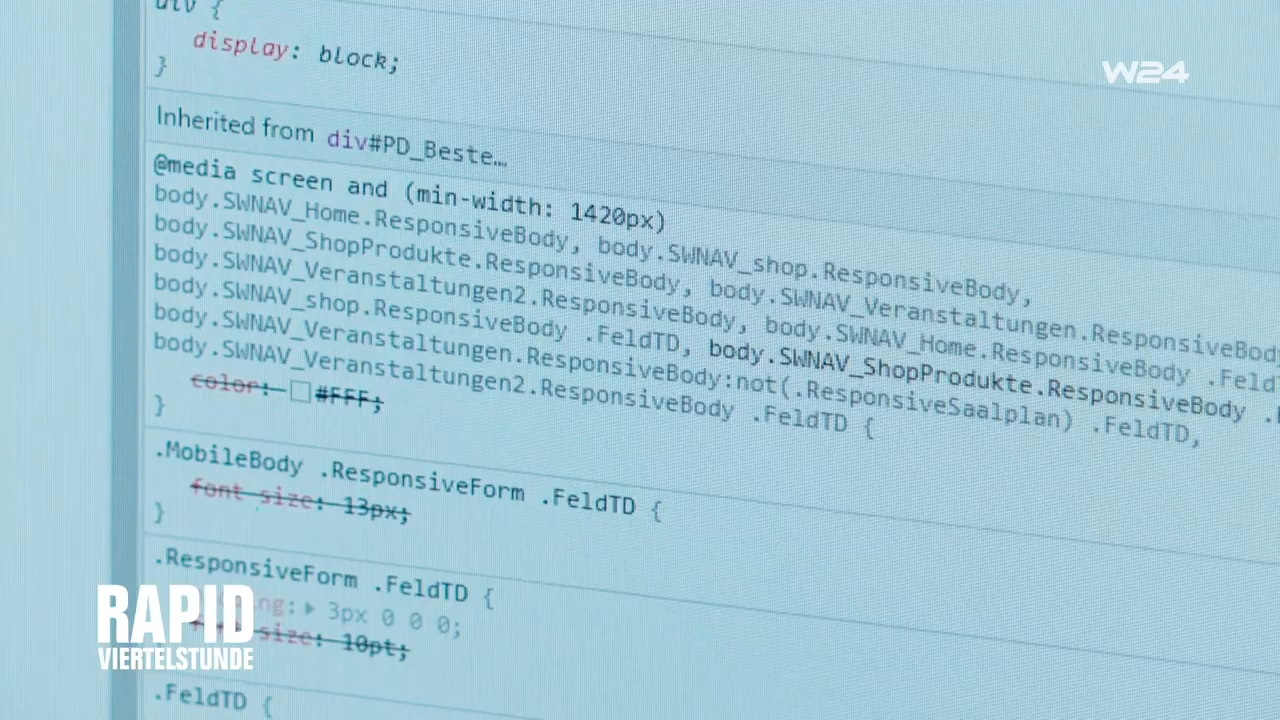 div {
display: block;
}
W24
Inherited from div#PD_Beste…
@media screen and (min-width: 1420px)
body.SWNAV_Home.ResponsiveBody, body.SWNAV_shop.ResponsiveBody,
body.SWNAV_ShopProdukte.ResponsiveBody, body.SWNAV_Veranstaltungen.ResponsiveBod
body.SWNAV_Veranstaltungen2.ResponsiveBody, body.SWNAV_Home.ResponsiveBody .Feld
body.SWNAV_shop.ResponsiveBody .FeldTD, body.SWNAV_ShopProdukte.ResponsiveBody .
body.SWNAV_Veranstaltungen.ResponsiveBody:not(.ResponsiveSaalplan) .FeldTD,
body.SWNAV_Veranstaltungen2.ResponsiveBody .FeldTD {
color: #FFF;
}
.MobileBody .ResponsiveForm .FeldTD {
font size: 13px;
}
.ResponsiveForm .FeldTD {
ng: 3px 0 0 0;
size: 10pt;
RAPID
VIERTELSTUNDE
.FeldTD {